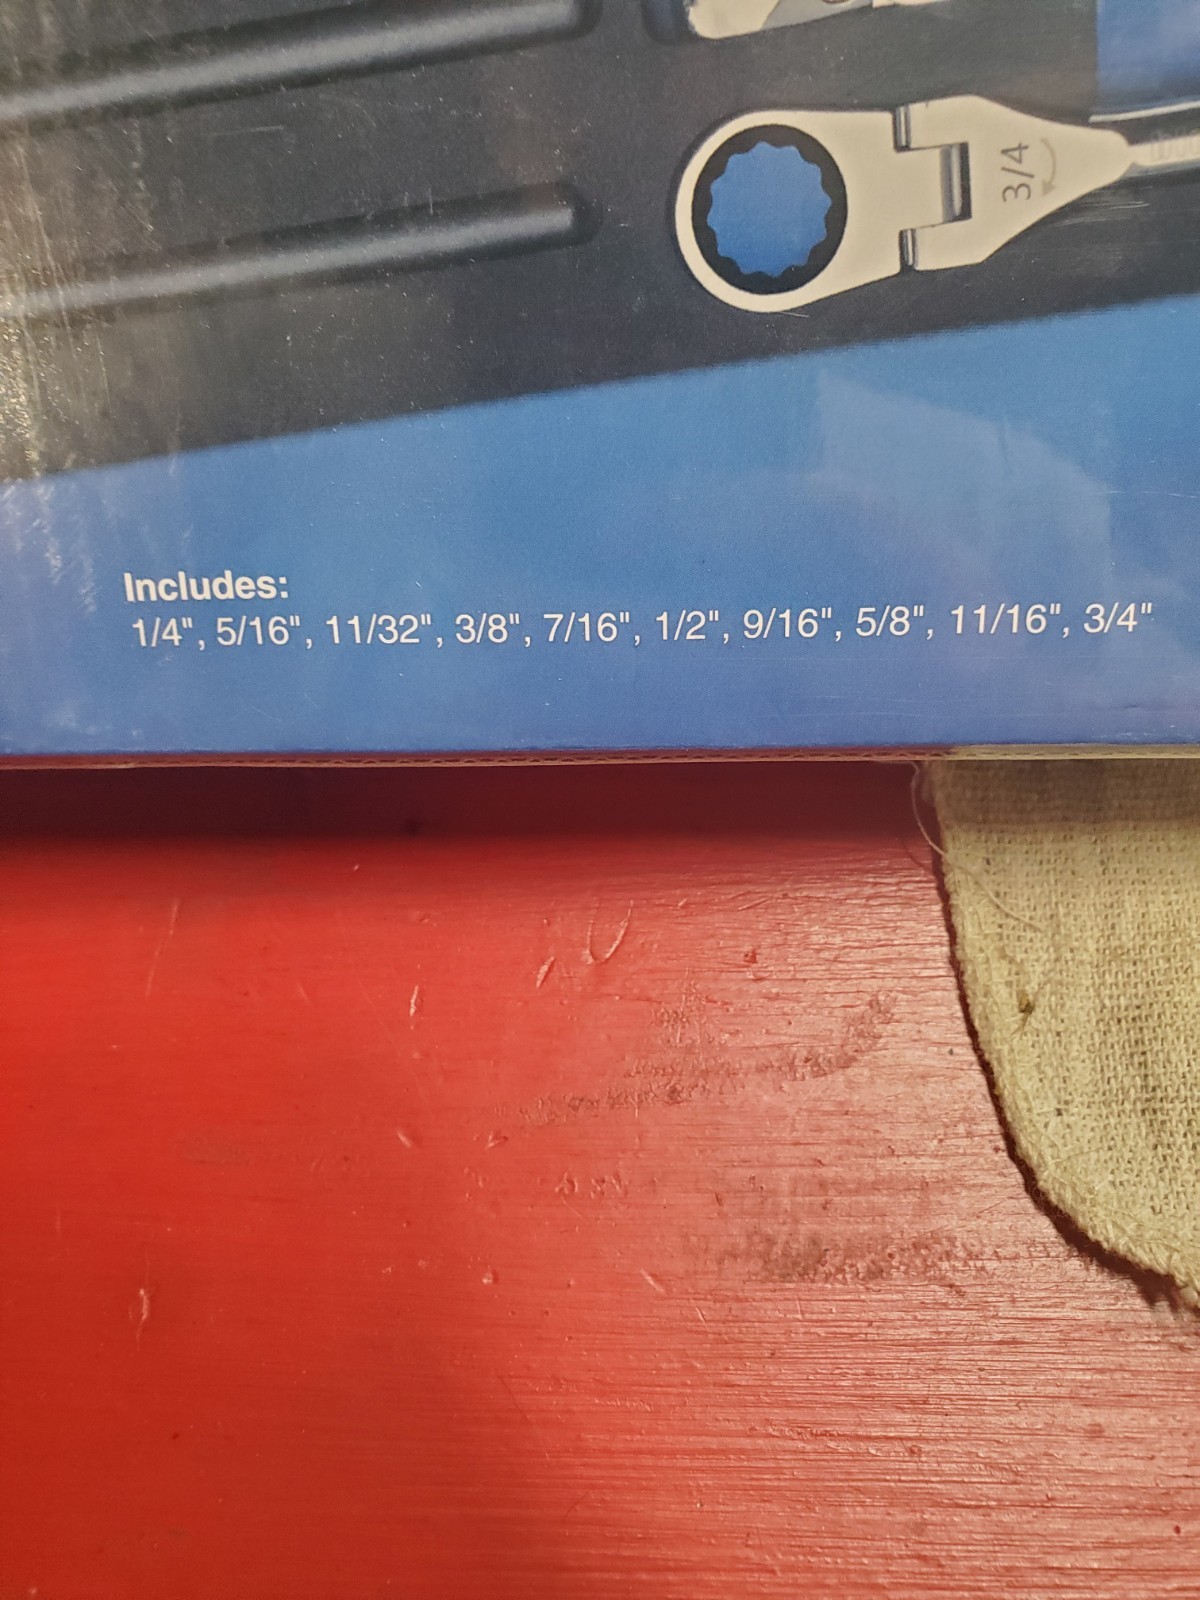 3/4
Includes:
1/4", 5/16", 11/32", 3/8", 7/16", 1/2", 9/16", 5/8", 11/16", 3/4"